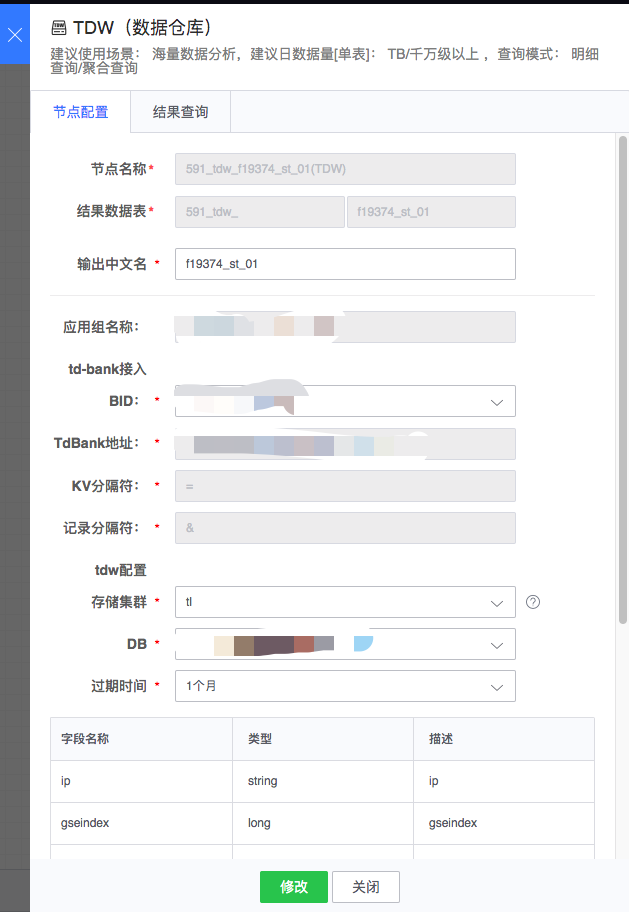 TDW（数据仓库）
建议使用场景： 海量数据分析，建议日数据量[单表]： TB/千万级以上 ，查询模式： 明细
查询/聚合查询
节点配置 结果查询
节点名称* 591_tdw_f19374_st_01(TDW)
结果数据表* 591_tdw_ f19374_st_01
输出中文名 * f19374_st_01
应用组名称：
td-bank接入
BID： *
TdBank地址： *
KV分隔符： * =
记录分隔符： * &
tdw配置
存储集群 * tl
DB *
过期时间 * 1个月
字段名称 类型 描述
ip string ip
gseindex long gseindex
修改 关闭